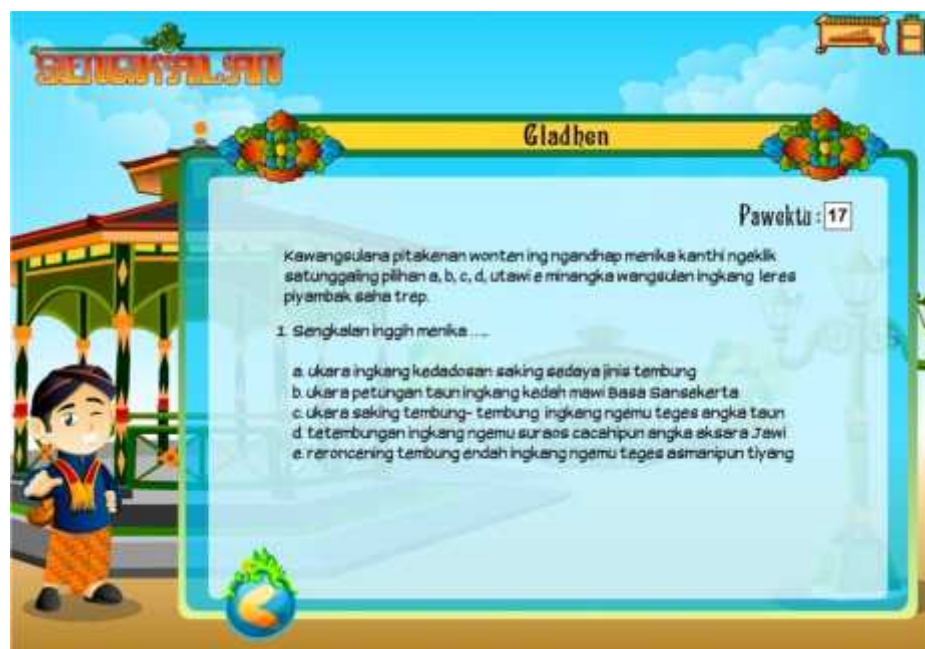 SENGKALAN
Gladhen
Pawektu : 17
Kawangsulana pitakenan wonten ing ngandhap menika kanthi ngeklik
satunggaling pilihan a, b, c, d, utawi e minangka wangsulan ingkang leres
piyambak saha trep.
1. Sengkalan inggih menika .....
a. ukara ingkang kedadosan saking sedaya jinis tembung
b. ukara petungan taun ingkang kedah mawi Basa Sansekerta
c. ukara saking tembung- tembung ingkang ngemu teges angka taun
d. tetembungan ingkang ngemu suraos cacahipun angka aksara Jawi
e. reroncening tembung endah ingkang ngemu teges asmanipun tiyang